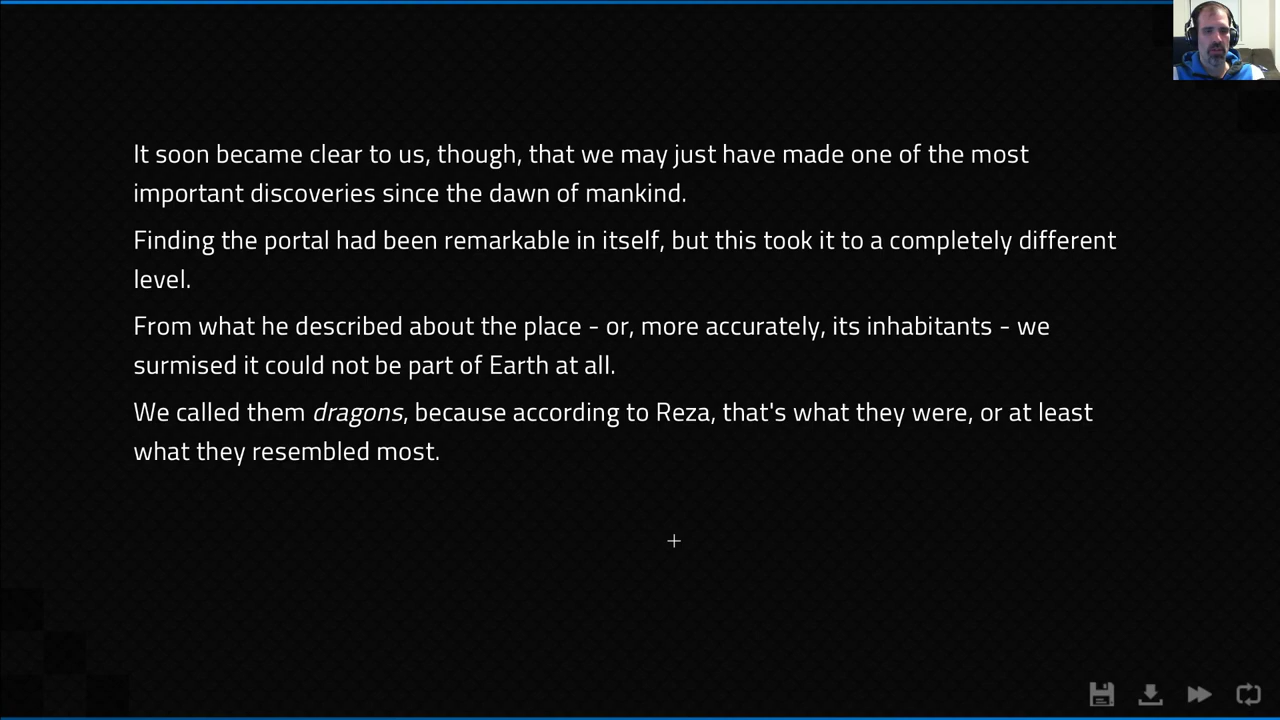 It soon became clear to us, though, that we may just have made one of the most
important discoveries since the dawn of mankind.
Finding the portal had been remarkable in itself, but this took it to a completely different
level.
From what he described about the place - or, more accurately, its inhabitants - we
surmised it could not be part of Earth at all.
We called them dragons, because according to Reza, that's what they were, or at least
what they resembled most.